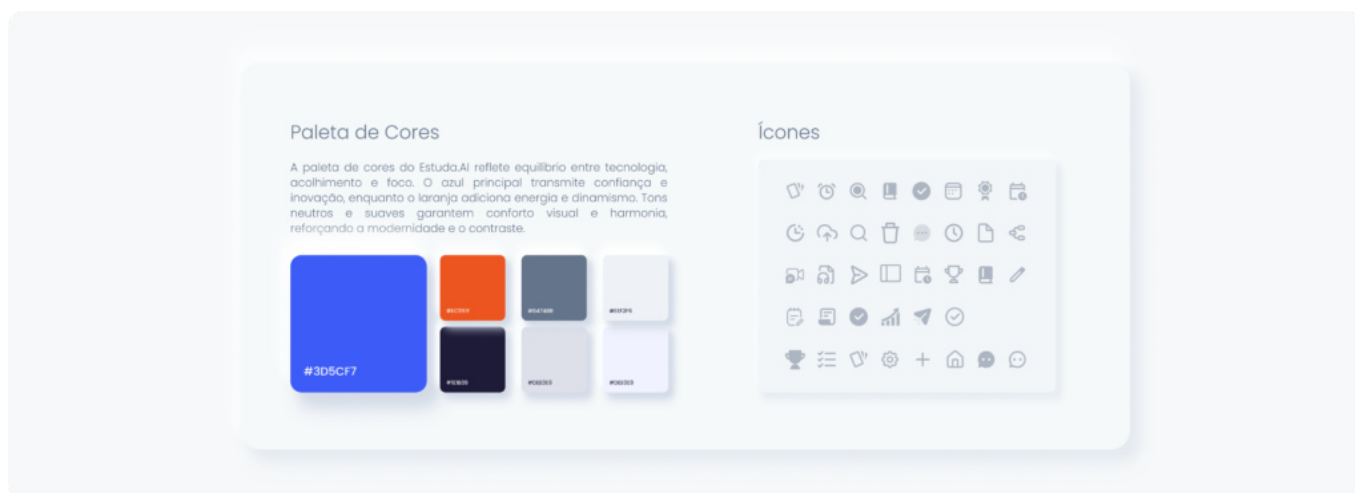 Paleta de Cores
A paleta de cores do Estuda.AI reflete equilíbrio entre tecnologia,
acolhimento e foco. O azul principal transmite confiança e
inovação, enquanto o laranja adiciona energia e dinamismo. Tons
neutros e suaves garantem conforto visual e harmonia,
reforçando a modernidade e o contraste.
#3D5CF7
Ícones